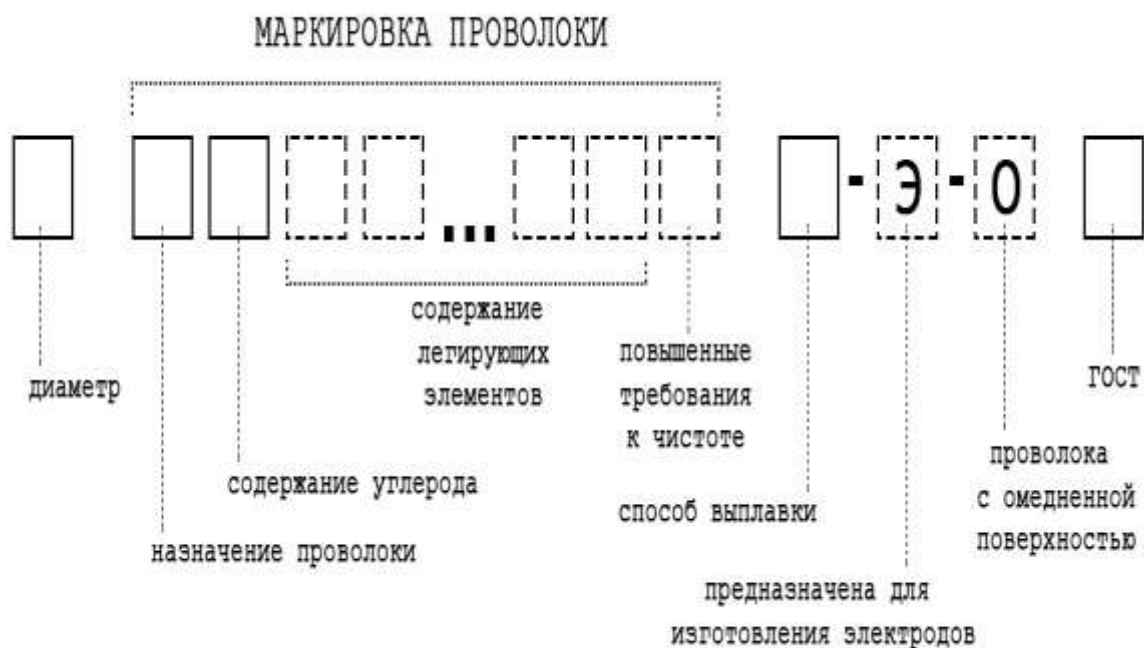 МАРКИРОВКА ПРОВОЛОКИ
... - Э - О
диаметр
назначение проволоки
содержание углерода
содержание
легирующих
элементов
повышенные
требования
к чистоте
способ выплавки
предназначена для
изготовления электродов
проволока
с омедненной
поверхностью
ГОСТ